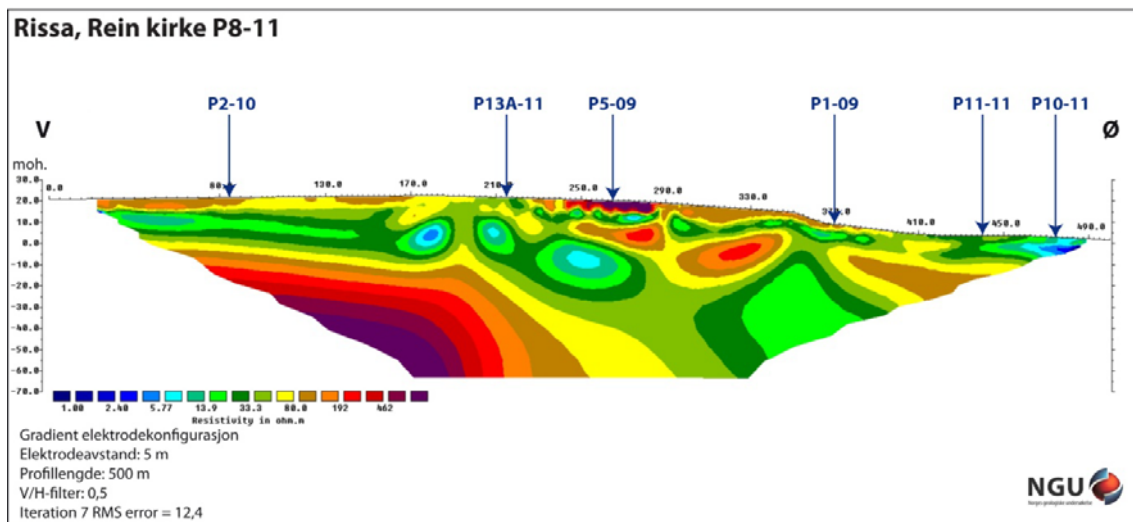 Rissa, Rein kirke P8-11
P2-10 P13A-11 P5-09 P1-09 P11-11 P10-11
V Ø
moh.
30.0
20.0
10.0
0.0
-10.0
-20.0
-30.0
-40.0
-50.0
-60.0
-70.0
0.0 130.0 170.0 210.0 250.0 290.0 330.0 410.0 450.0 490.0
1.00 2.40 5.77 13.9 33.3 80.0 192 462
Resistivity in ohm.m
Gradient elektrodekonfigurasjon
Elektrodeavstand: 5 m
Profillengde: 500 m
V/H-filter: 0,5
Iteration 7 RMS error = 12,4
NGU